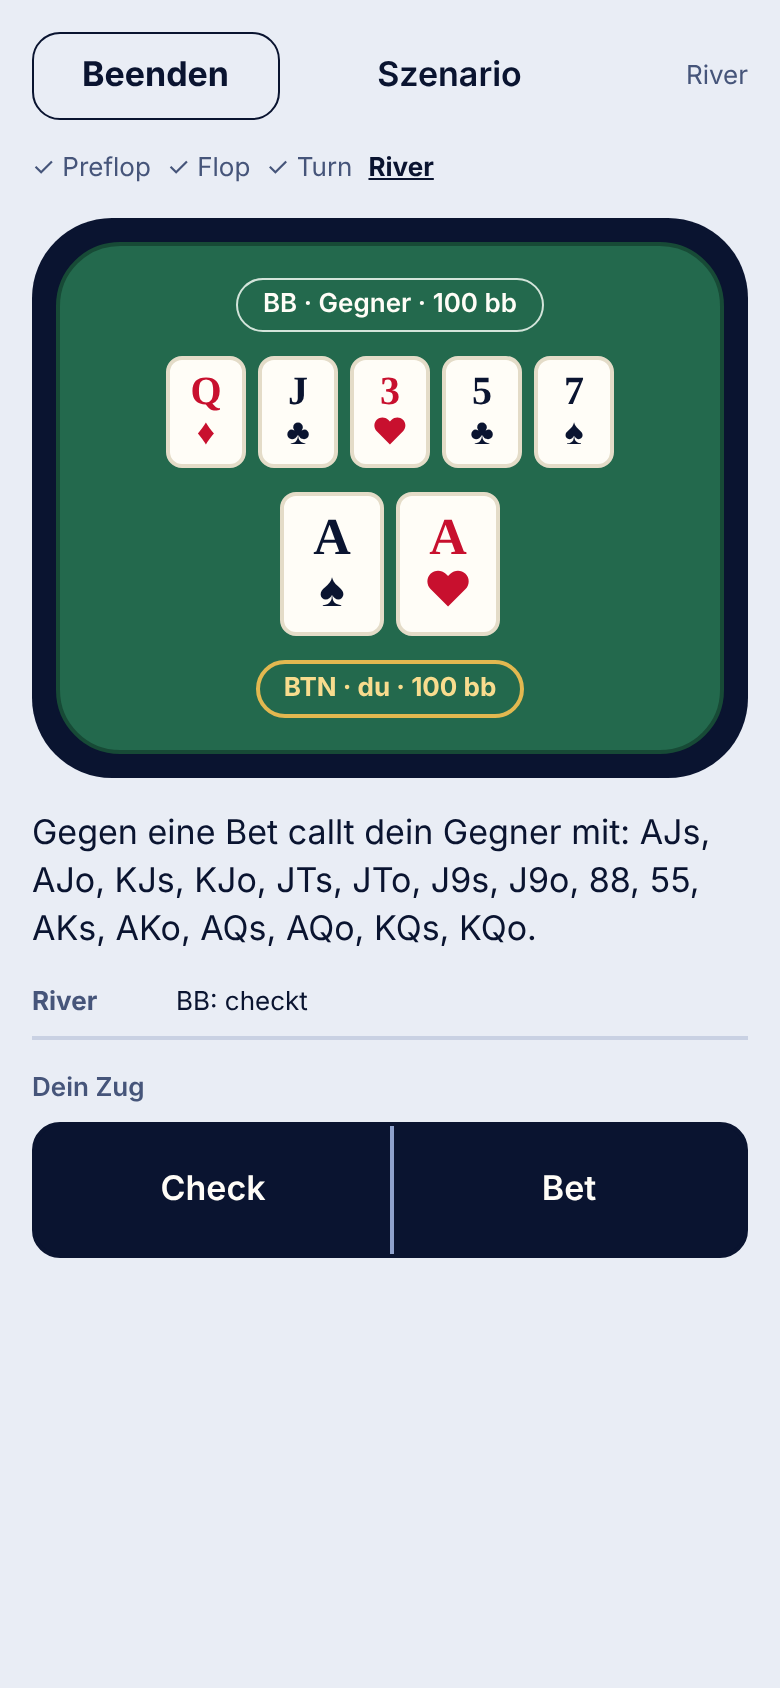 Beenden Szenario River
✓ Preflop ✓ Flop ✓ Turn River
BB · Gegner · 100 bb
Q♦ J♣ 3♥ 5♣ 7♠
A♠ A♥
BTN · du · 100 bb
Gegen eine Bet callt dein Gegner mit: AJs,
AJo, KJs, KJo, JTs, JTo, J9s, J9o, 88, 55,
AKs, AKo, AQs, AQo, KQs, KQo.
River BB: checkt
Dein Zug
Check Bet